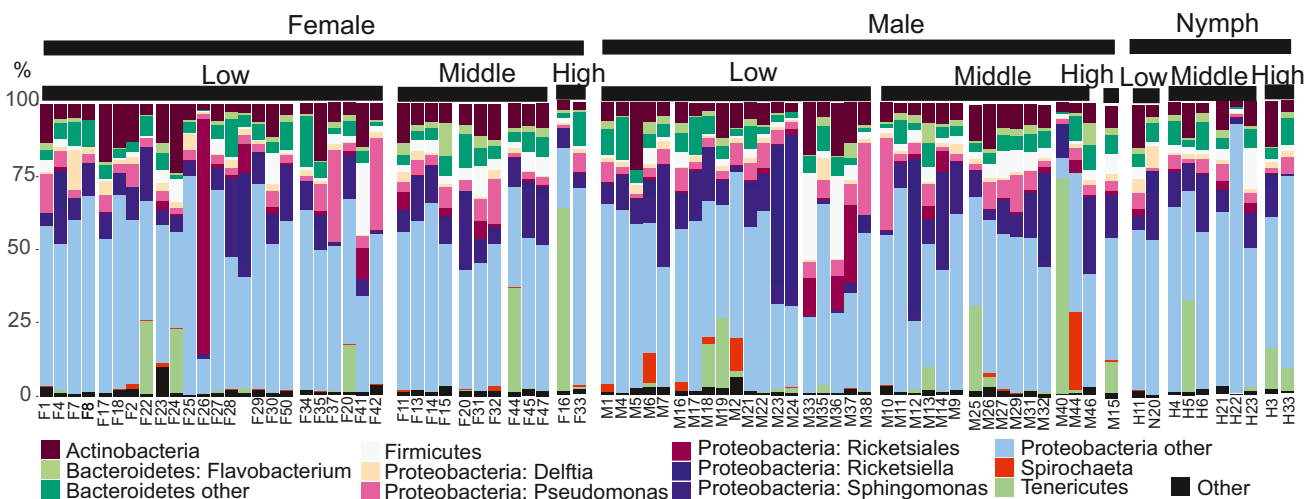 Female Male Nymph
% Low Middle High Low Middle High Low Middle High
100
75
50
25
0
F1 F4 F7 F8 F17 F18 F2 F22 F23 F24 F25 F26 F27 F28 F29 F30 F50 F34 F35 F37 F20 F41 F42 F11 F13 F14 F15 F20 F31 F32 F44 F45 F47 F16 F33 M1 M4 M5 M6 M7 M16 M17 M18 M19 M2 M21 M22 M23 M24 M33 M35 M36 M37 M38 M10 M11 M12 M13 M14 M9 M25 M26 M27 M29 M31 M32 M40 M44 M46 M15 H11 N20 H4 H5 H6 H21 H22 H23 H3 H33
Actinobacteria
Bacteroidetes: Flavobacterium
Bacteroidetes other
Firmicutes
Proteobacteria: Delftia
Proteobacteria: Pseudomonas
Proteobacteria: Ricketsiales
Proteobacteria: Ricketsiella
Proteobacteria: Sphingomonas
Proteobacteria other
Spirochaeta
Tenericutes
Other